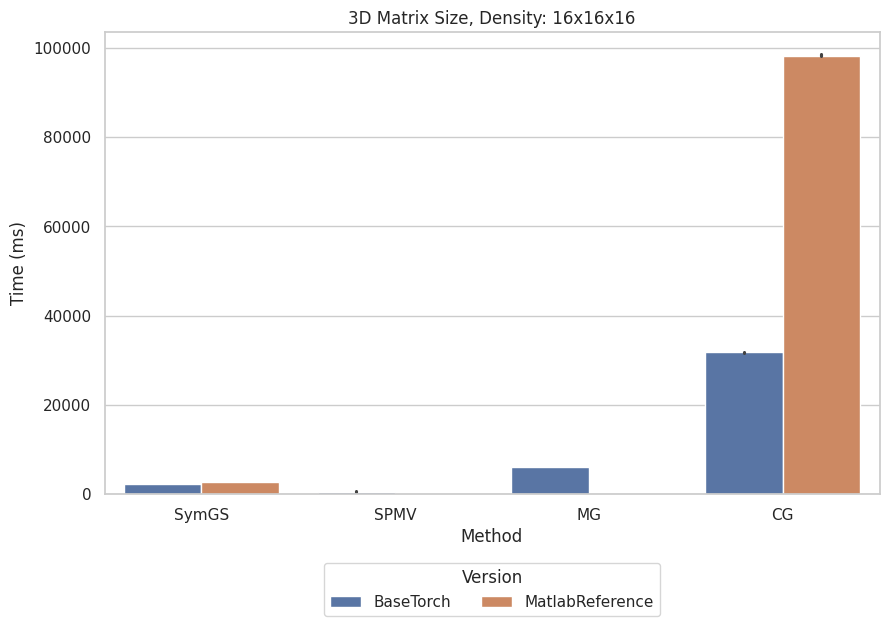 3D Matrix Size, Density: 16x16x16
100000
80000
60000
40000
20000
0
Time (ms)
SymGS SPMV MG CG
Method
Version
BaseTorch MatlabReference